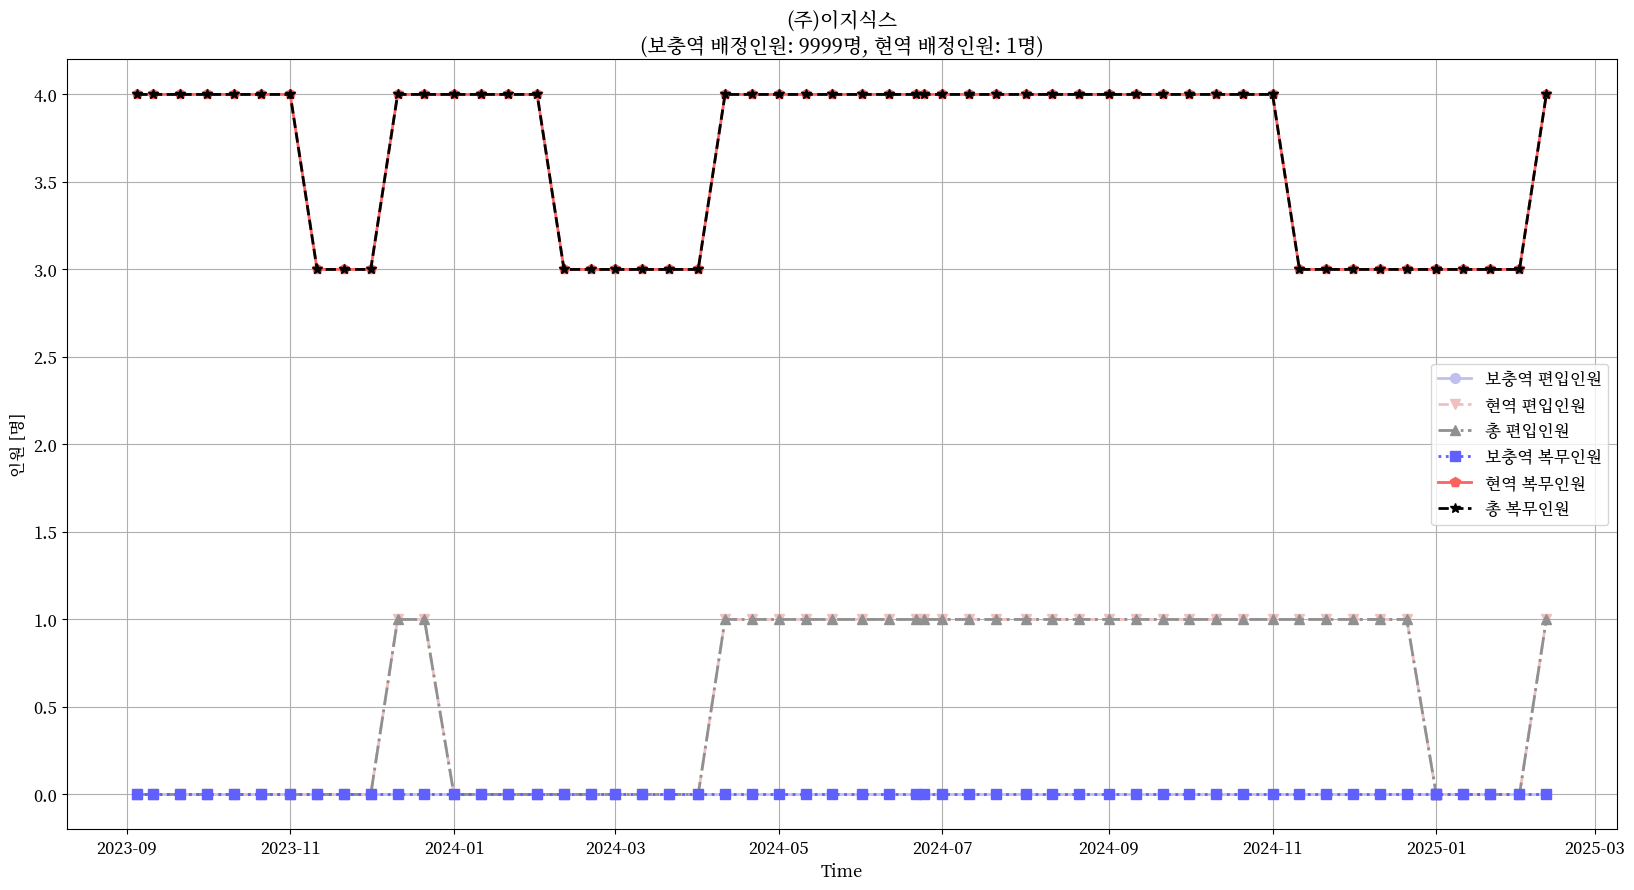 (주)이지식스
(보충역 배정인원: 9999명, 현역 배정인원: 1명)
인원 [명]
4.0
3.5
3.0
2.5
2.0
1.5
1.0
0.5
0.0
보충역 편입인원
현역 편입인원
총 편입인원
보충역 복무인원
현역 복무인원
총 복무인원
2023-09 2023-11 2024-01 2024-03 2024-05 2024-07 2024-09 2024-11 2025-01 2025-03
Time